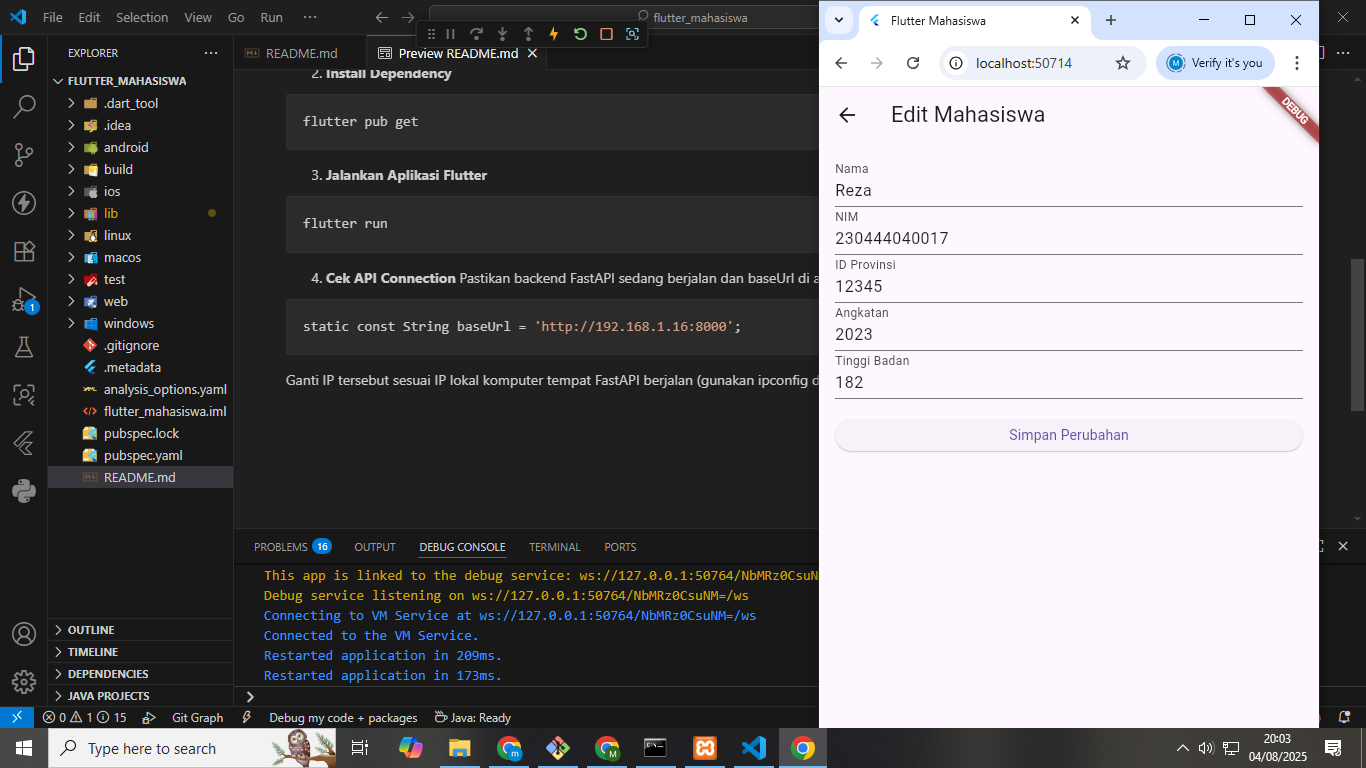 File Edit Selection View Go Run ···
flutter_mahasiswa
EXPLORER ···
FLUTTER_MAHASISWA
.dart_tool
.idea
android
build
ios
lib
linux
macos
test
web
windows
.gitignore
.metadata
analysis_options.yaml
flutter_mahasiswa.iml
pubspec.lock
pubspec.yaml
README.md
OUTLINE
TIMELINE
DEPENDENCIES
JAVA PROJECTS
1
README.md
Preview README.md
2. Install Dependency
flutter pub get
3. Jalankan Aplikasi Flutter
flutter run
4. Cek API Connection Pastikan backend FastAPI sedang berjalan dan baseUrl di a
static const String baseUrl = 'http://192.168.1.16:8000';
Ganti IP tersebut sesuai IP lokal komputer tempat FastAPI berjalan (gunakan ipconfig d
PROBLEMS 16 OUTPUT DEBUG CONSOLE TERMINAL PORTS
This app is linked to the debug service: ws://127.0.0.1:50764/NbMRz0CsuN
Debug service listening on ws://127.0.0.1:50764/NbMRz0CsuNM=/ws
Connecting to VM Service at ws://127.0.0.1:50764/NbMRz0CsuNM=/ws
Connected to the VM Service.
Restarted application in 209ms.
Restarted application in 173ms.
0 1 15 Git Graph Debug my code + packages Java: Ready
Flutter Mahasiswa
localhost:50714
M Verify it's you
DEBUG
Edit Mahasiswa
Nama
Reza
NIM
230444040017
ID Provinsi
12345
Angkatan
2023
Tinggi Badan
182
Simpan Perubahan
Type here to search
20:03
04/08/2025